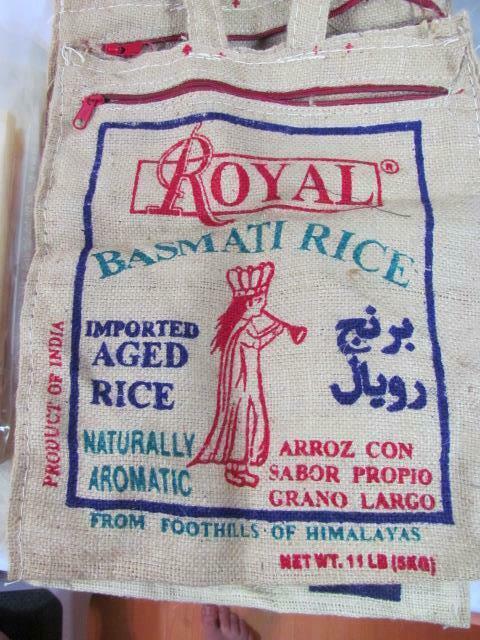 ROYAL®
BASMATI RICE
IMPORTED
AGED
RICE
برنج
رويال
PRODUCT OF INDIA
NATURALLY
AROMATIC
ARROZ CON
SABOR PROPIO
GRANO LARGO
FROM FOOTHILLS OF HIMALAYAS
NET WT. 11 LB (5KG)